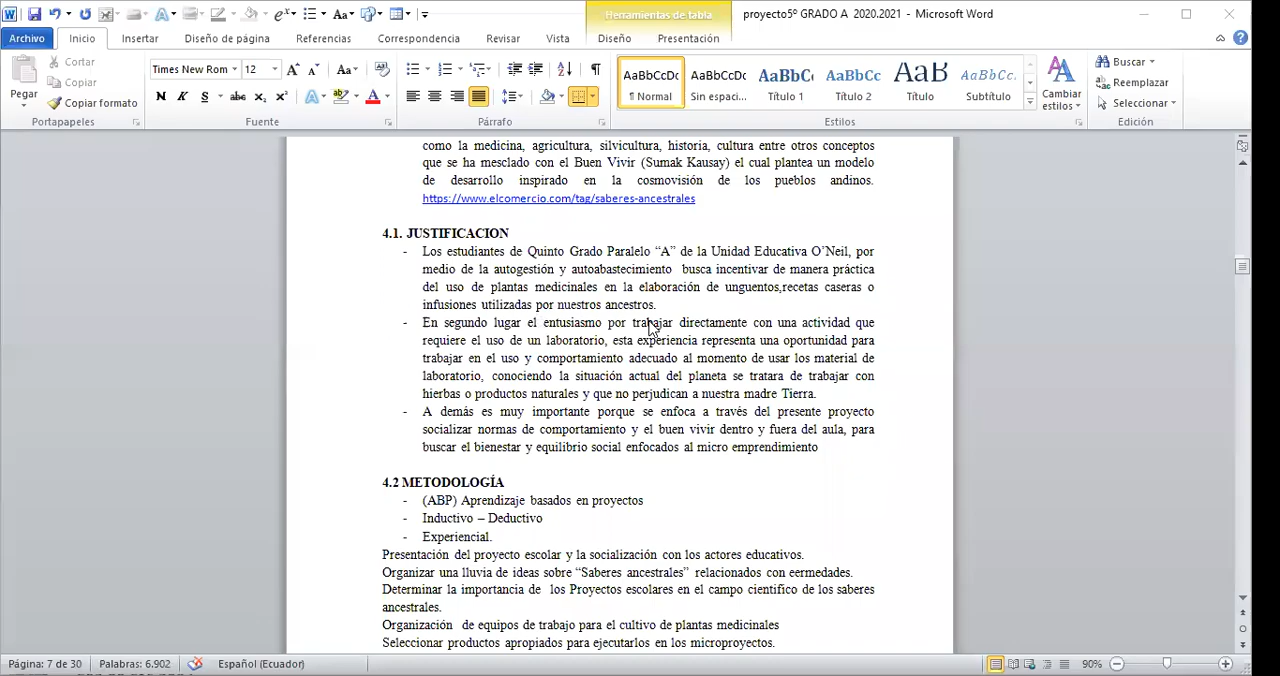 Herramientas de tabla
proyecto5º GRADO A 2020.2021 - Microsoft Word
Archivo
Inicio
Insertar
Diseño de página
Referencias
Correspondencia
Revisar
Vista
Diseño
Presentación
Pegar
Cortar
Copiar
Copiar formato
Portapapeles
Times New Rom
12
Fuente
Párrafo
AaBbCcDc
¶ Normal
AaBbCcDc
Sin espaci...
AaBbC
Título 1
AaBbCc
Título 2
AaB
Título
AaBbCc.
Subtítulo
Cambiar
estilos
Estilos
Buscar
Reemplazar
Seleccionar
Edición
como la medicina, agricultura, silvicultura, historia, cultura entre otros conceptos
que se ha mesclado con el Buen Vivir (Sumak Kausay) el cual plantea un modelo
de desarrollo inspirado en la cosmovisión de los pueblos andinos.
https://www.elcomercio.com/tag/saberes-ancestrales
4.1. JUSTIFICACION
- Los estudiantes de Quinto Grado Paralelo “A” de la Unidad Educativa O’Neil, por
medio de la autogestión y autoabastecimiento busca incentivar de manera práctica
del uso de plantas medicinales en la elaboración de unguentos,recetas caseras o
infusiones utilizadas por nuestros ancestros.
- En segundo lugar el entusiasmo por trabajar directamente con una actividad que
requiere el uso de un laboratorio, esta experiencia representa una oportunidad para
trabajar en el uso y comportamiento adecuado al momento de usar los material de
laboratorio, conociendo la situación actual del planeta se tratara de trabajar con
hierbas o productos naturales y que no perjudican a nuestra madre Tierra.
- A demás es muy importante porque se enfoca a través del presente proyecto
socializar normas de comportamiento y el buen vivir dentro y fuera del aula, para
buscar el bienestar y equilibrio social enfocados al micro emprendimiento
4.2 METODOLOGÍA
- (ABP) Aprendizaje basados en proyectos
- Inductivo – Deductivo
- Experiencial.
Presentación del proyecto escolar y la socialización con los actores educativos.
Organizar una lluvia de ideas sobre “Saberes ancestrales” relacionados con eermedades.
Determinar la importancia de los Proyectos escolares en el campo científico de los saberes
ancestrales.
Organización de equipos de trabajo para el cultivo de plantas medicinales
Seleccionar productos apropiados para ejecutarlos en los microproyectos.
Página: 7 de 30
Palabras: 6.902
Español (Ecuador)
90%